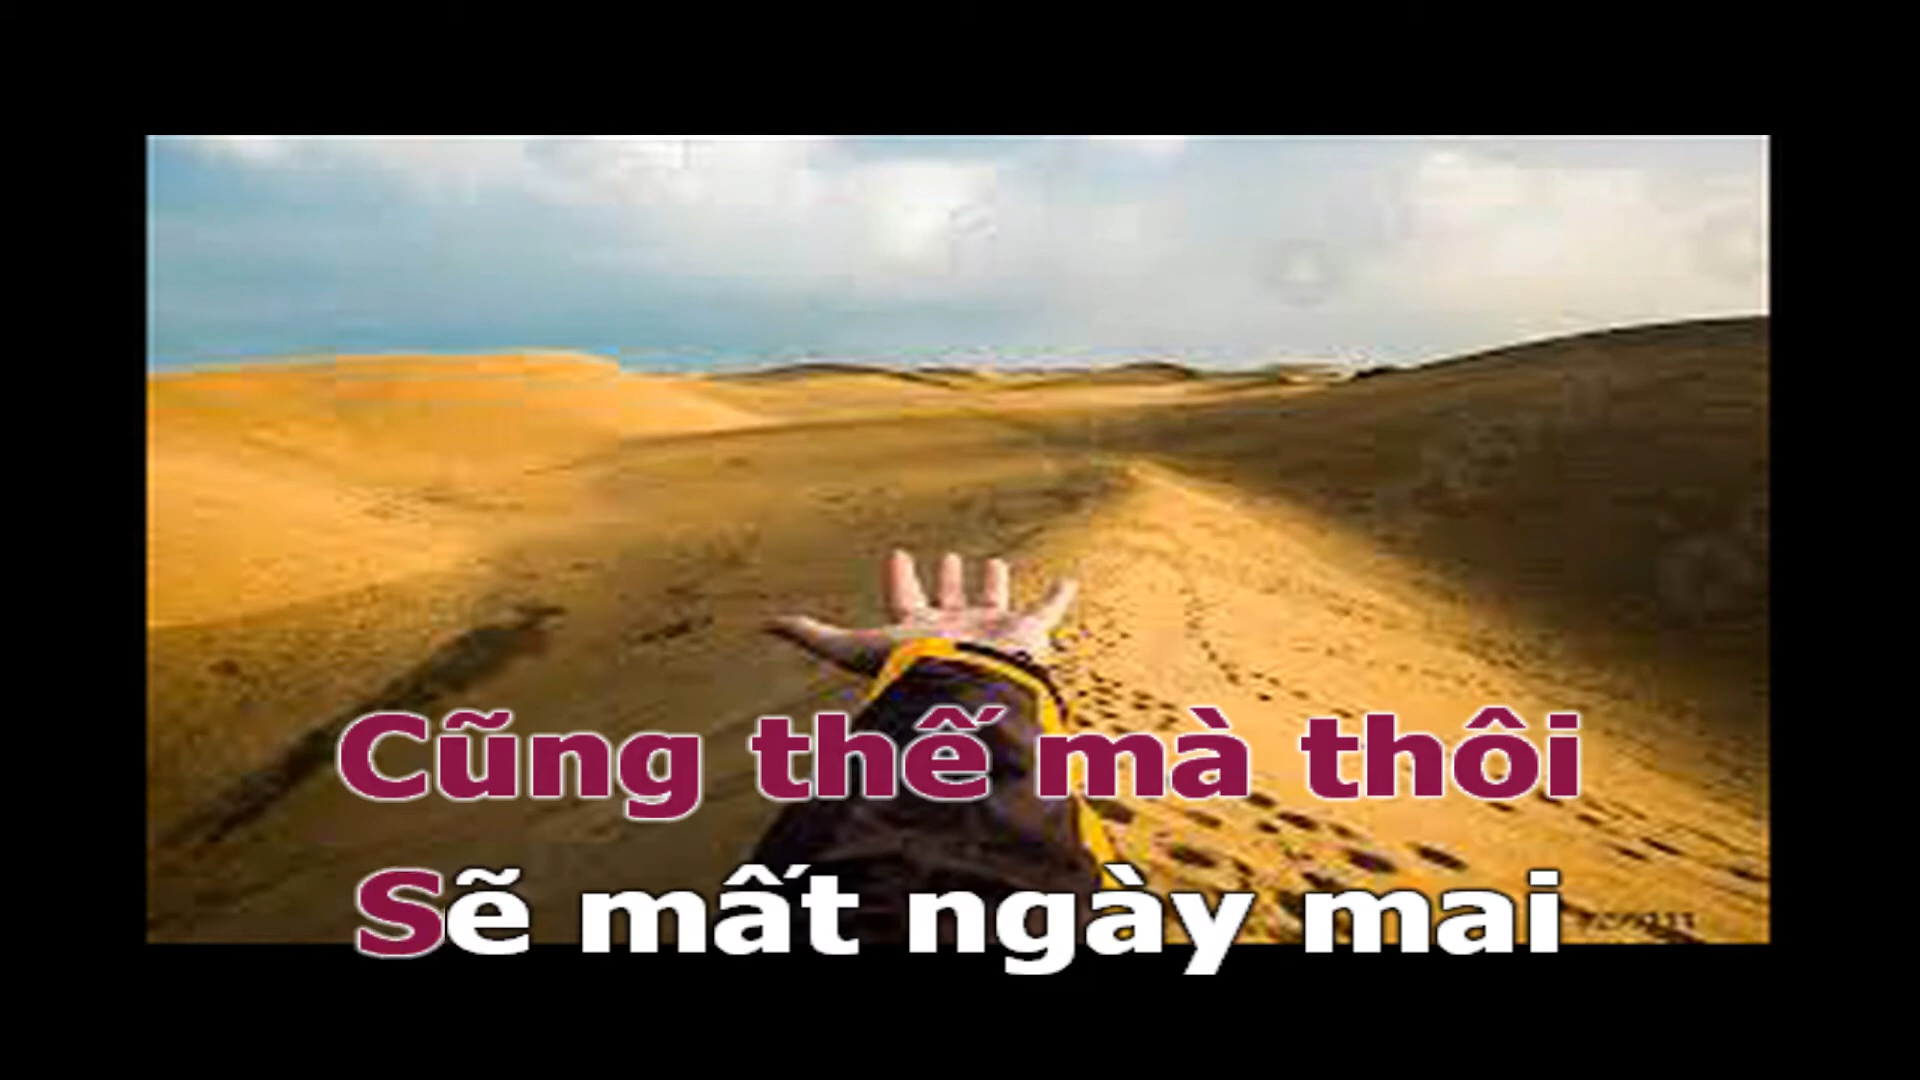 Cũng thế mà thôi
Sẽ mất ngày mai